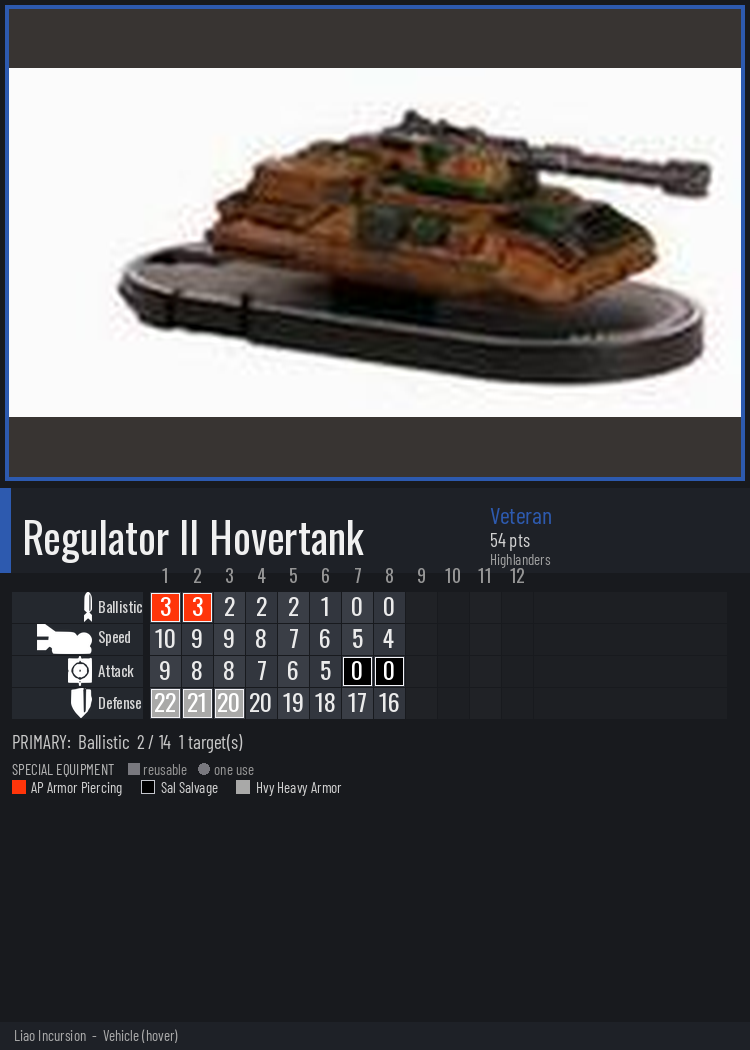 Regulator II Hovertank
Veteran
54 pts
Highlanders
1 2 3 4 5 6 7 8 9 10 11 12
Ballistic 3 3 2 2 2 1 0 0
Speed 10 9 9 8 7 6 5 4
Attack 9 8 8 7 6 5 0 0
Defense 22 21 20 20 19 18 17 16
PRIMARY: Ballistic 2 / 14 1 target(s)
SPECIAL EQUIPMENT reusable one use
AP Armor Piercing Sal Salvage Hvy Heavy Armor
Liao Incursion - Vehicle (hover)